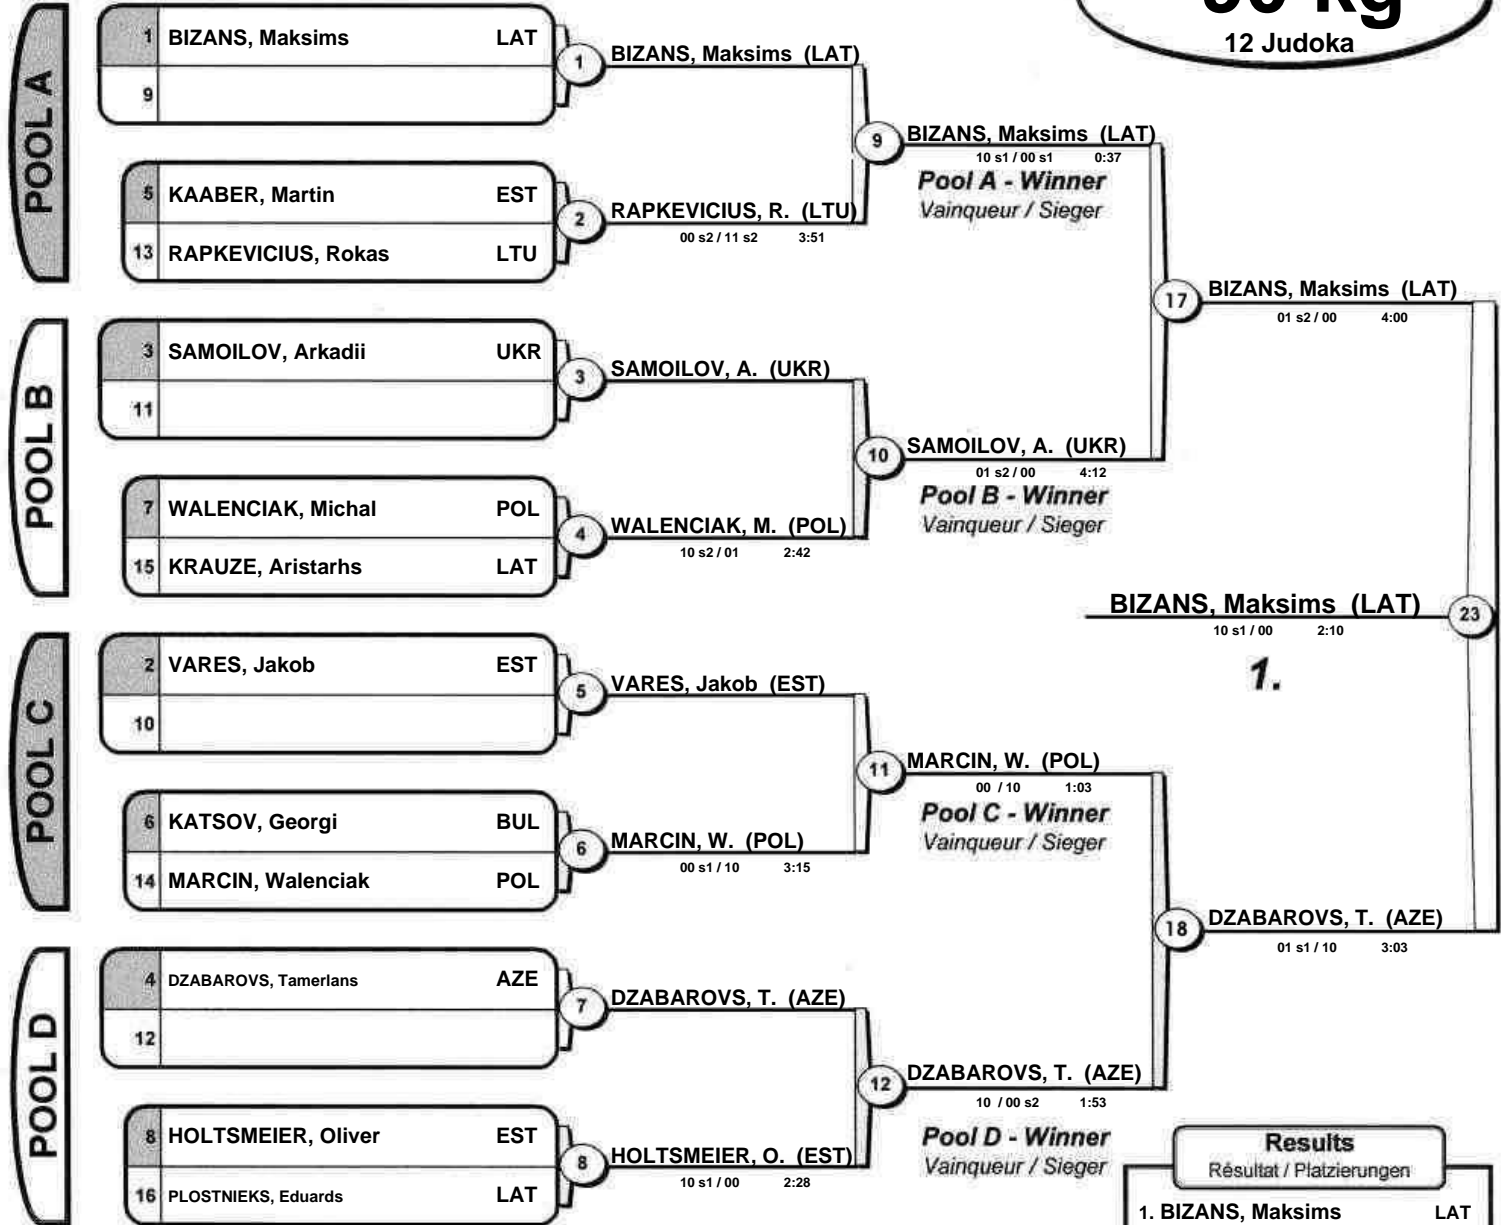 12 Judoka
POOL A
1 BIZANS, Maksims LAT
9
5 KAABER, Martin EST
13 RAPKEVICIUS, Rokas LTU
1 BIZANS, Maksims (LAT)
2 RAPKEVICIUS, R. (LTU)
00 s2 / 11 s2 3:51
9 BIZANS, Maksims (LAT)
10 s1 / 00 s1 0:37
Pool A - Winner
Vainqueur / Sieger
POOL B
3 SAMOILOV, Arkadii UKR
11
7 WALENCIAK, Michal POL
15 KRAUZE, Aristarhs LAT
3 SAMOILOV, A. (UKR)
4 WALENCIAK, M. (POL)
10 s2 / 01 2:42
10 SAMOILOV, A. (UKR)
01 s2 / 00 4:12
Pool B - Winner
Vainqueur / Sieger
17 BIZANS, Maksims (LAT)
01 s2 / 00 4:00
BIZANS, Maksims (LAT) 23
10 s1 / 00 2:10
1.
POOL C
2 VARES, Jakob EST
10
6 KATSOV, Georgi BUL
14 MARCIN, Walenciak POL
5 VARES, Jakob (EST)
6 MARCIN, W. (POL)
00 s1 / 10 3:15
11 MARCIN, W. (POL)
00 / 10 1:03
Pool C - Winner
Vainqueur / Sieger
POOL D
4 DZABAROVS, Tamerlans AZE
12
8 HOLTSMEIER, Oliver EST
16 PLOSTNIEKS, Eduards LAT
7 DZABAROVS, T. (AZE)
8 HOLTSMEIER, O. (EST)
10 s1 / 00 2:28
12 DZABAROVS, T. (AZE)
10 / 00 s2 1:53
Pool D - Winner
Vainqueur / Sieger
18 DZABAROVS, T. (AZE)
01 s1 / 10 3:03
Results
Résultat / Platzierungen
1. BIZANS, Maksims LAT